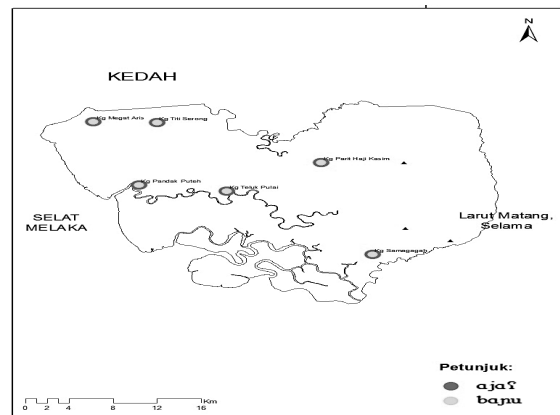 N
KEDAH
Kg Megat Aris
Kg Titi Serong
Kg Parit Haji Kasim
Kg Pandak Puteh
Kg Teluk Putai
SELAT
MELAKA
Larut Matang,
Selama
Kg Samagagah
Petunjuk:
ajaʕ
baɲu
Km
0 2 4 8 12 16